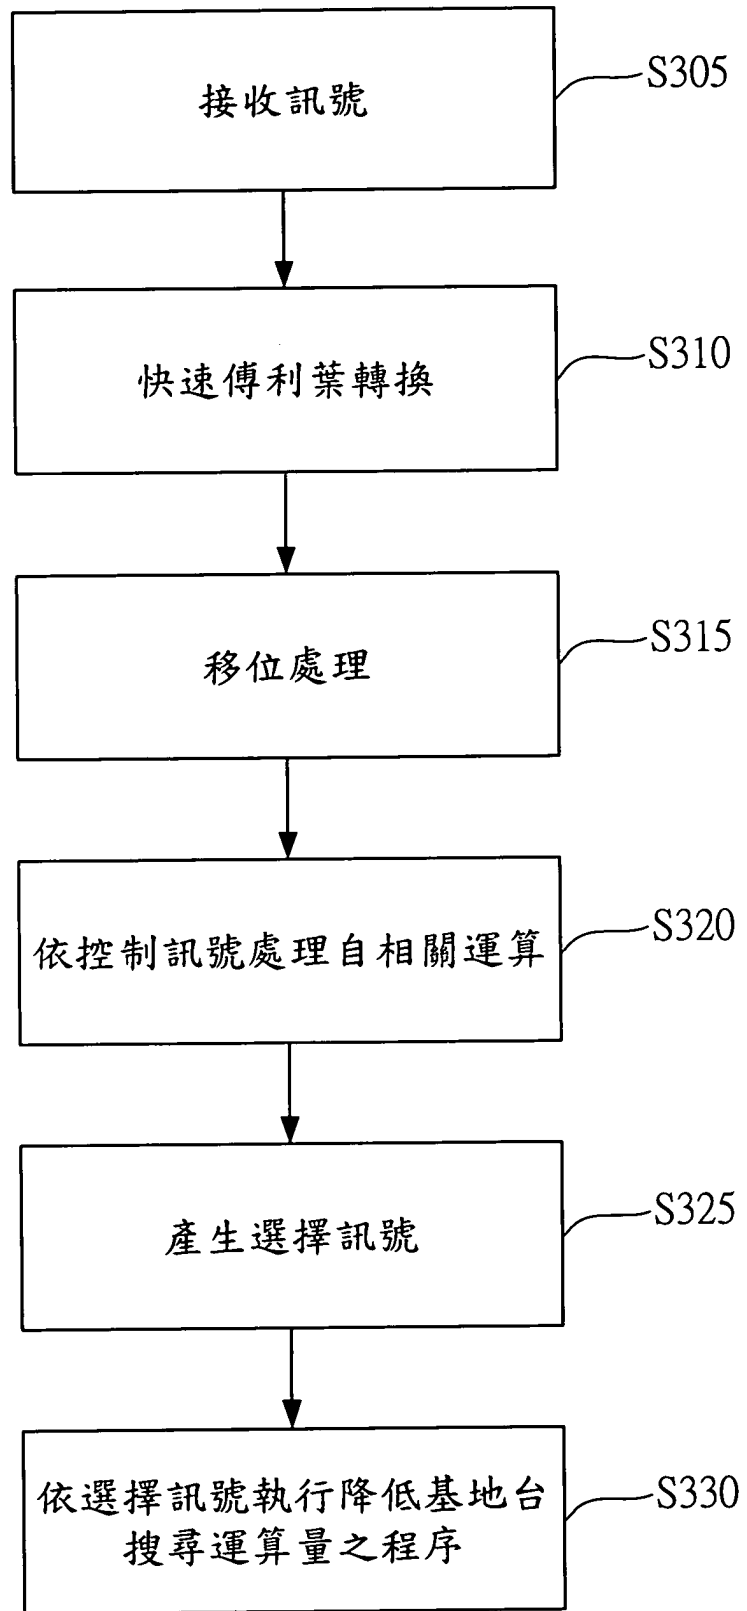 接收訊號
S305
快速傅利葉轉換
S310
移位處理
S315
依控制訊號處理自相關運算
S320
產生選擇訊號
S325
依選擇訊號執行降低基地台
搜尋運算量之程序
S330